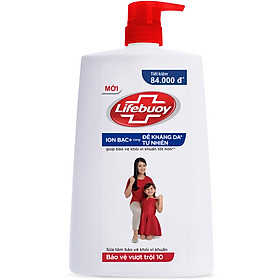 Tiết kiệm
84.000 đ*
MỚI
Lifebuoy
ION BẠC+ ĐỀ KHÁNG DA†
TỰ NHIÊN
giúp bảo vệ khỏi vi khuẩn tốt hơn**
Sữa tắm bảo vệ khỏi vi khuẩn
Bảo vệ vượt trội 10